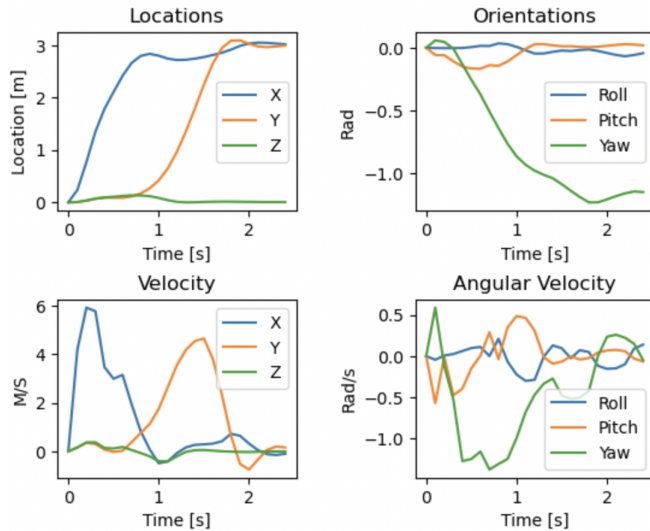 Locations
Location [m]
3
2
1
0
X
Y
Z
0
1
2
Time [s]
Orientations
Rad
0.0
−0.5
−1.0
Roll
Pitch
Yaw
0
1
2
Time [s]
Velocity
M/S
6
4
2
0
X
Y
Z
0
1
2
Time [s]
Angular Velocity
Rad/s
0.5
0.0
−0.5
−1.0
Roll
Pitch
Yaw
0
1
2
Time [s]